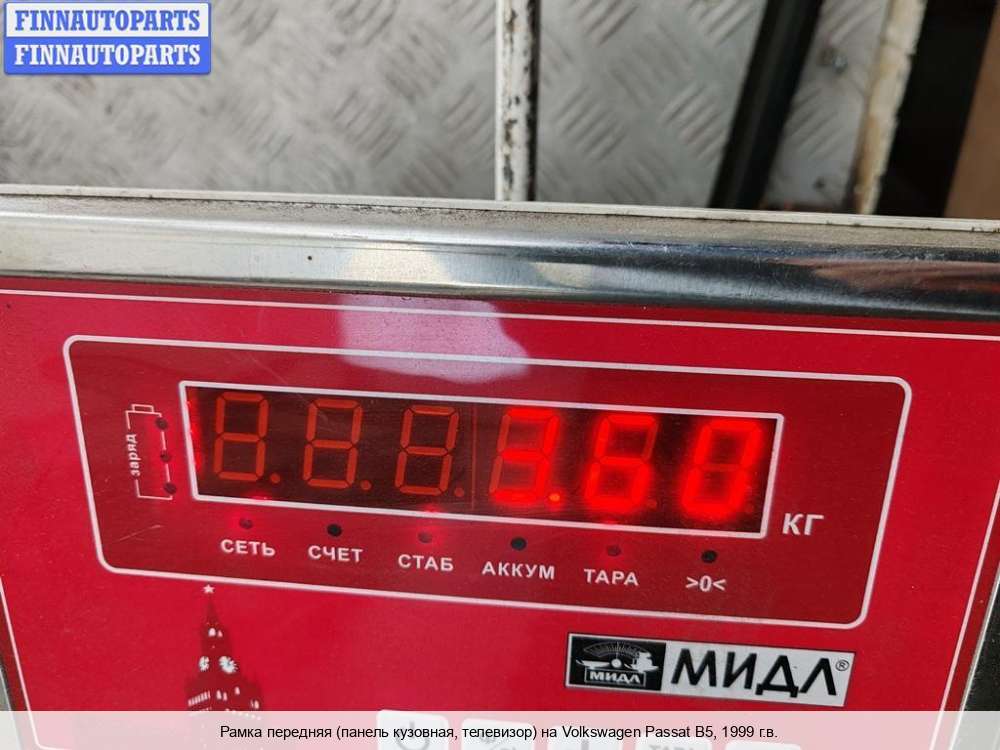 FINNAUTOPARTS
FINNAUTOPARTS
заряд
3.60
КГ
СЕТЬ СЧЕТ СТАБ АККУМ ТАРА >0<
МИДЛ МИДЛ®
Рамка передняя (панель кузовная, телевизор) на Volkswagen Passat B5, 1999 г.в.